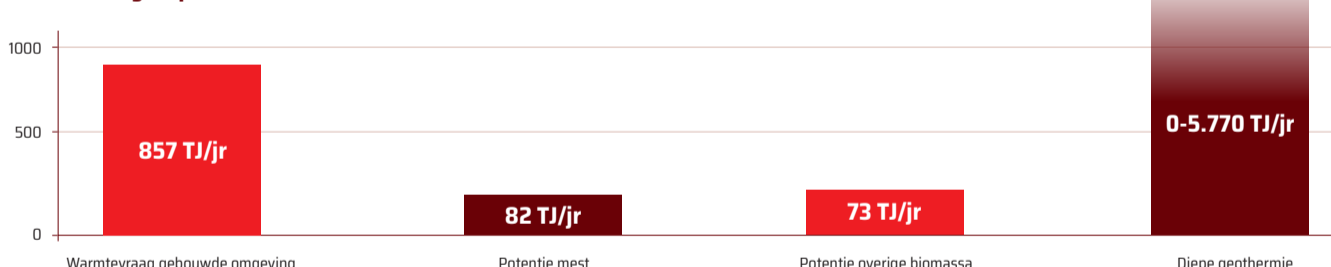 1000
500
0
857 TJ/jr
82 TJ/jr
73 TJ/jr
0-5.770 TJ/jr
Warmtevraag gebouwde omgeving
Potentie mest
Potentie overige biomassa
Diepe geothermie